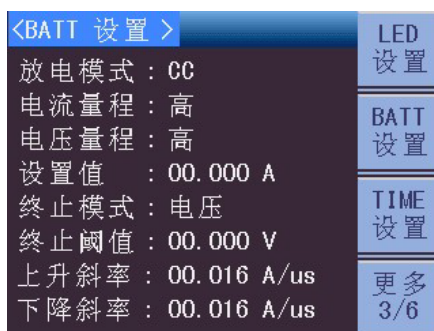 <BATT 设置 >
放电模式：CC
电流量程：高
电压量程：高
设置值 ：00.000 A
终止模式：电压
终止阈值：00.000 V
上升斜率：00.016 A/us
下降斜率：00.016 A/us
LED
设置
BATT
设置
TIME
设置
更多
3/6